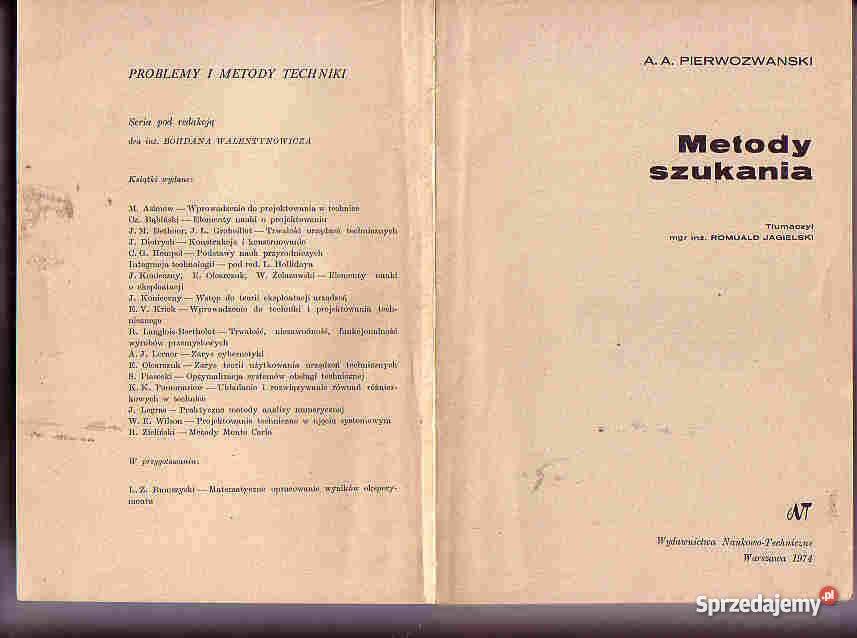 PROBLEMY I METODY TECHNIKI
Seria pod redakcją
dra inż. BOHDANA WALENTYNOWICZA
Książki wydane:
M. Asimow — Wprowadzenie do projektowania w technice
Cz. Bąbiński — Elementy nauki o projektowaniu
J. M. Bethour, J. L. Grobollot — Trwałość urządzeń technicznych
J. Dietrych — Konstrukcja i konstruowanie
C. G. Hempel — Podstawy nauk przyrodniczych
Integracja technologii — pod red. L. Hollidaya
J. Konieczny, E. Olearczuk, W. Żelazowski — Elementy nauki
o eksploatacji
J. Konieczny — Wstęp do teorii eksploatacji urządzeń
E. V. Krick — Wprowadzenie do techniki i projektowania tech-
nicznego
R. Langlois-Berthelot — Trwałość, niezawodność, funkcjonalność
wyrobów przemysłowych
A. J. Lerner — Zarys cybernetyki
E. Olearczuk — Zarys teorii użytkowania urządzeń technicznych
S. Piasecki — Optymalizacja systemów obsługi technicznej
K. K. Ponomariew — Układanie i rozwiązywanie równań różnicz-
kowych w technice
J. Legras — Praktyczne metody analizy numerycznej
W. E. Wilson — Projektowanie techniczne w ujęciu systemowym
R. Zieliński — Metody Monte Carlo
W przygotowaniu:
L. Z. Rumszyski — Matematyczne opracowanie wyników ekspery-
mentu
A. A. PIERWOZWANSKI
Metody
szukania
Tłumaczył
mgr inż. ROMUALD JAGIELSKI
WNT
Wydawnictwa Naukowo-Techniczne
Warszawa 1974
Sprzedajemy.pl